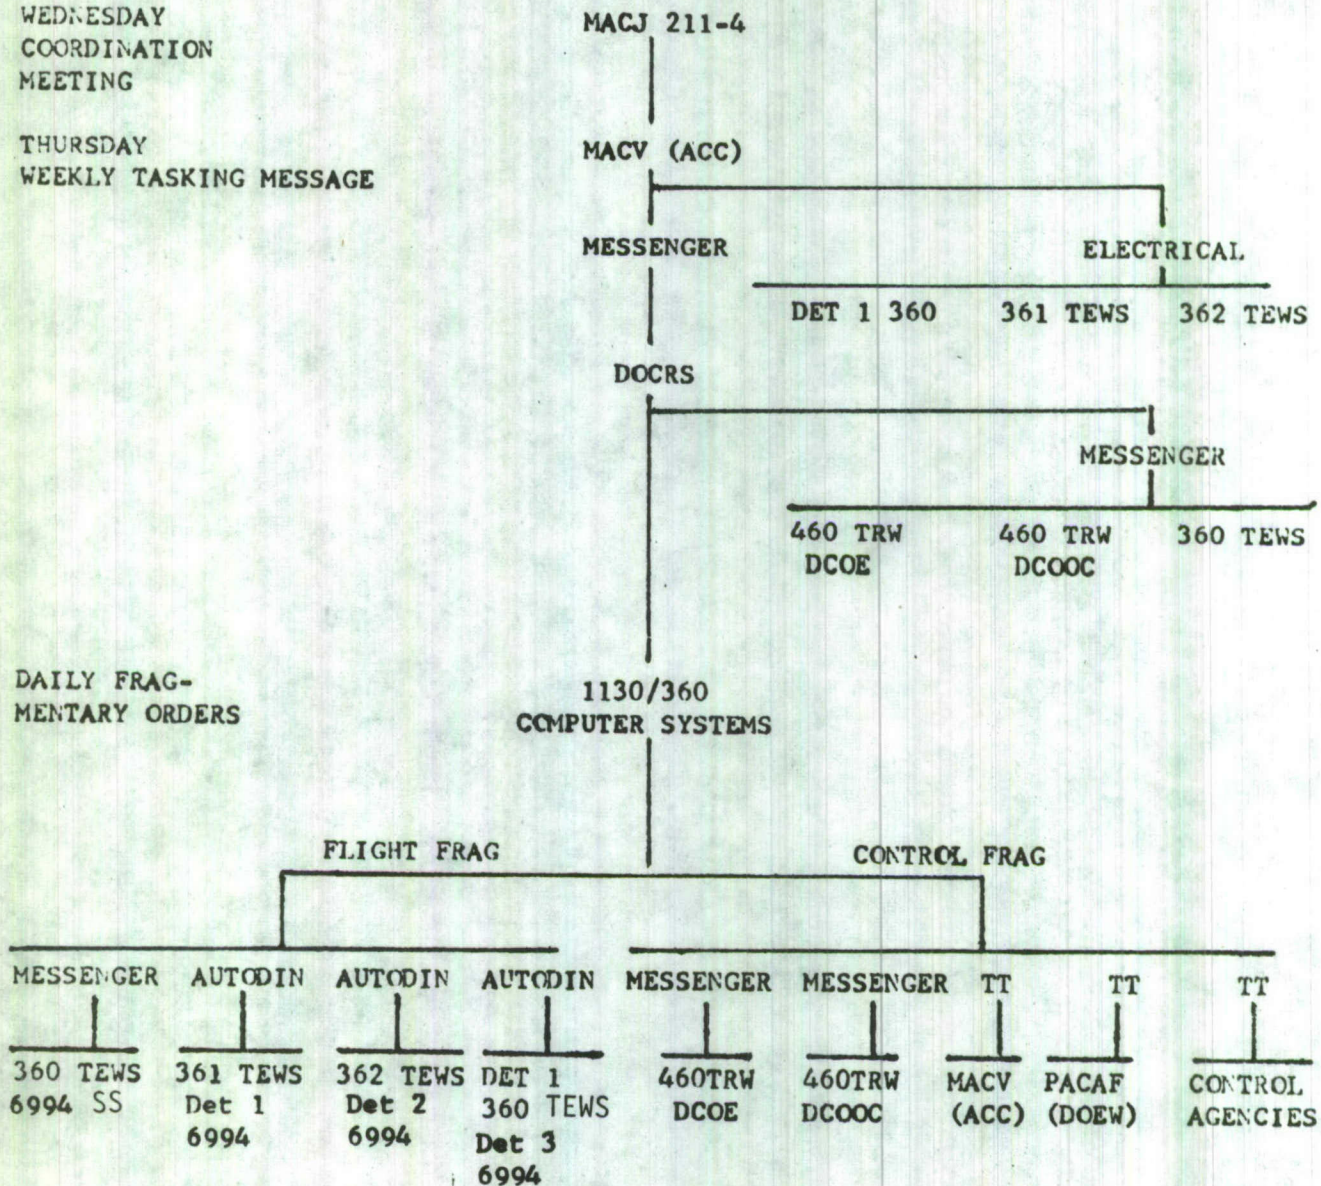 WEDNESDAY
COORDINATION
MEETING
MACJ 211-4
THURSDAY
WEEKLY TASKING MESSAGE
MACV (ACC)
MESSENGER
ELECTRICAL
DET 1 360 361 TEWS 362 TEWS
DOCRS
MESSENGER
460 TRW 460 TRW 360 TEWS
DCOE DCOOC
DAILY FRAG-
MENTARY ORDERS
1130/360
COMPUTER SYSTEMS
FLIGHT FRAG CONTROL FRAG
MESSENGER AUTODIN AUTODIN AUTODIN MESSENGER MESSENGER TT TT TT
360 TEWS 361 TEWS 362 TEWS DET 1 460TRW 460TRW MACV PACAF CONTROL
6994 SS Det 1 Det 2 360 TEWS DCOE DCOOC (ACC) (DOEW) AGENCIES
6994 6994 Det 3
6994